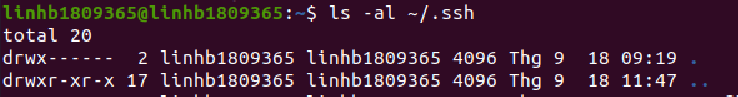 linhb1809365@linhb1809365:~$ ls -al ~/.ssh
total 20
drwx------  2 linhb1809365 linhb1809365 4096 Thg 9  18 09:19 .
drwxr-xr-x 17 linhb1809365 linhb1809365 4096 Thg 9  18 11:47 ..